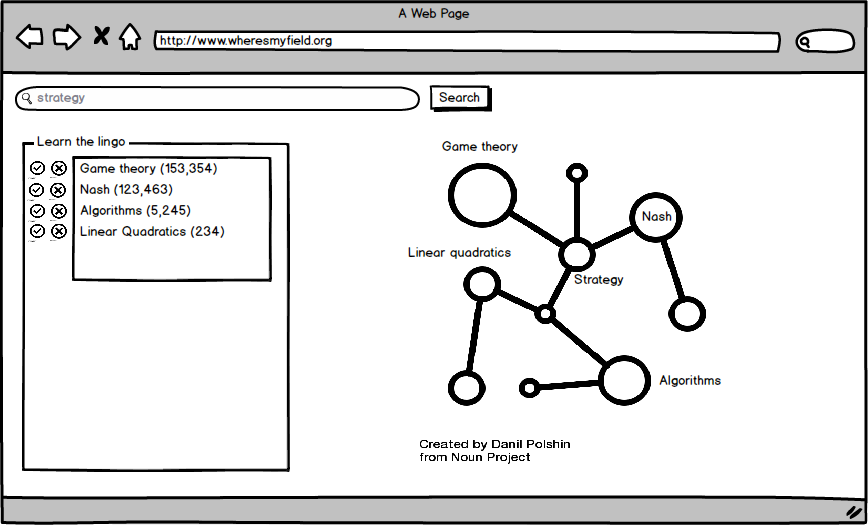 A Web Page
http://www.wheresmyfield.org
strategy
Search
Learn the lingo
Game theory (153,354)
Nash (123,463)
Algorithms (5,245)
Linear Quadratics (234)
Game theory
Nash
Linear quadratics
Strategy
Algorithms
Created by Danil Polshin
from Noun Project